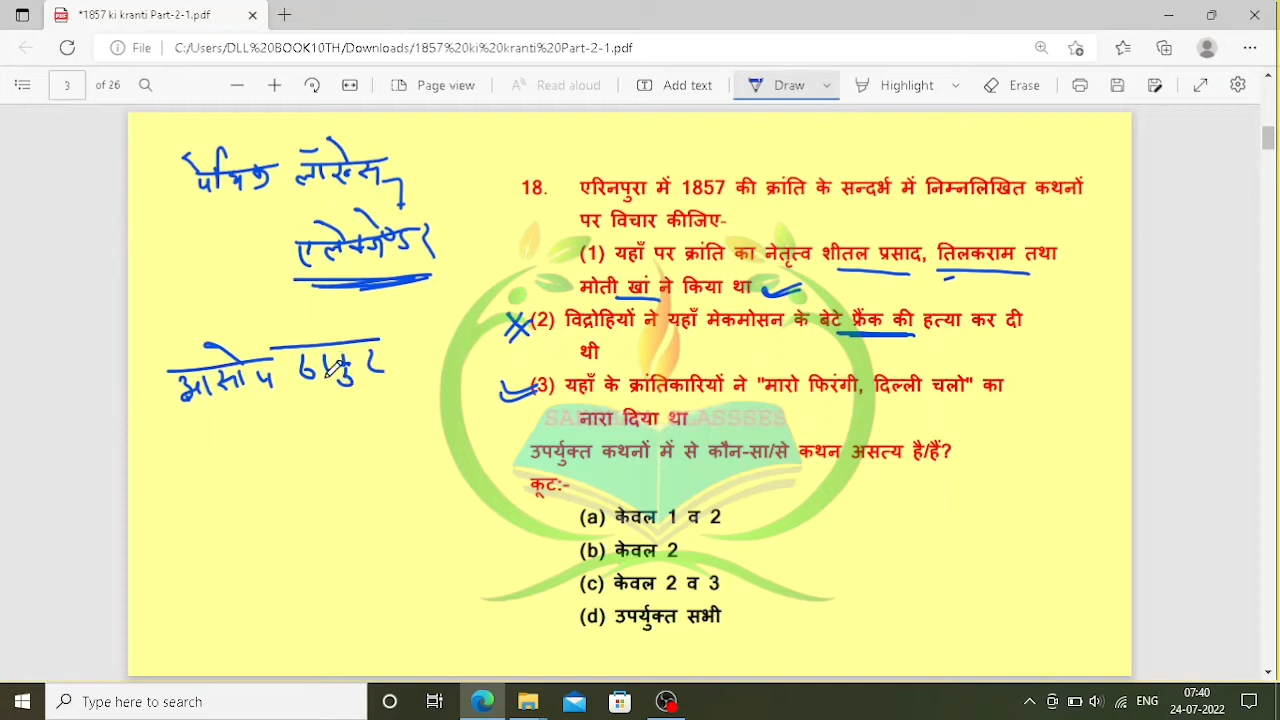 *1857 ki kranti Part-2-1.pdf
File C:/Users/DLL%20BOOK10TH/Downloads/1857%20ki%20kranti%20Part-2-1.pdf
3 of 26 Page view Read aloud Add text Draw Highlight Erase
एलेक्जेण्डर
आसोप ठाकुर
18. एरिनपुरा में 1857 की क्रांति के सन्दर्भ में निम्नलिखित कथनों
पर विचार कीजिए-
(1) यहाँ पर क्रांति का नेतृत्व शीतल प्रसाद, तिलकराम तथा
मोती खां ने किया था
(2) विद्रोहियों ने यहाँ मेकमोसन के बेटे फ्रैंक की हत्या कर दी
थी
(3) यहाँ के क्रांतिकारियों ने "मारो फिरंगी, दिल्ली चलो" का
नारा दिया था
उपर्युक्त कथनों में से कौन-सा/से कथन असत्य है/हैं?
कूट:-
(a) केवल 1 व 2
(b) केवल 2
(c) केवल 2 व 3
(d) उपर्युक्त सभी
Type here to search
ENG
07:40
24-07-2022